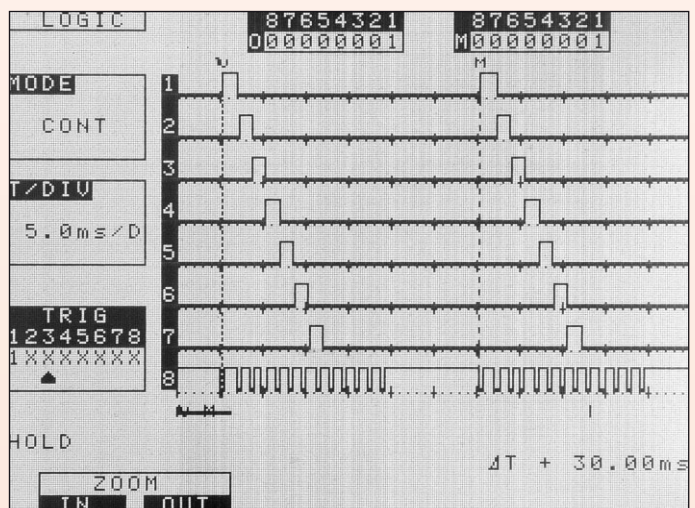 LOGIC
87654321
O00000001
87654321
M00000001
MODE
CONT
T/DIV
5.0ms/D
TRIG
12345678
1XXXXXXX
HOLD
ZOOM
IN OUT
M
1
2
3
4
5
6
7
8
M
ΔT + 30.00ms